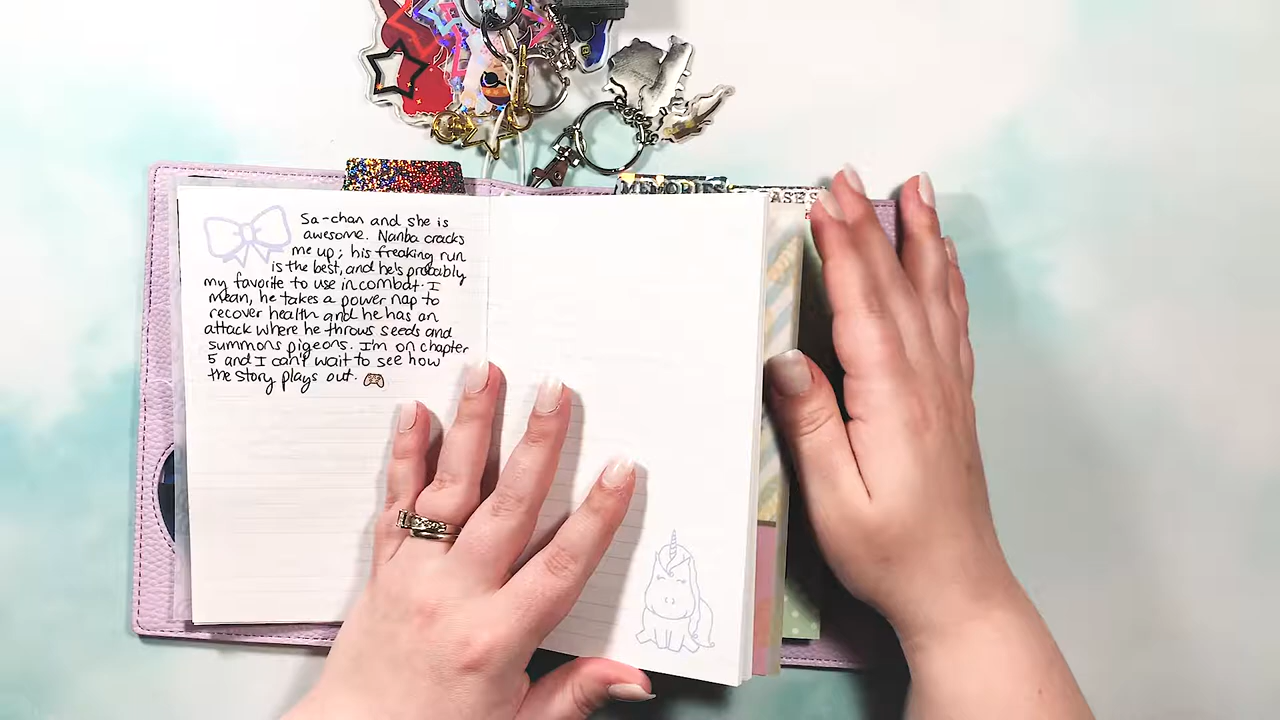 MEMORIES
ASES
Sa-chan and she is
awesome. Nanba cracks
me up; his freaking run
is the best, and he's probably
my favorite to use in combat. I
mean, he takes a power nap to
recover health and he has an
attack where he throws seeds and
summons pigeons. I'm on chapter
5 and I can't wait to see how
the story plays out.